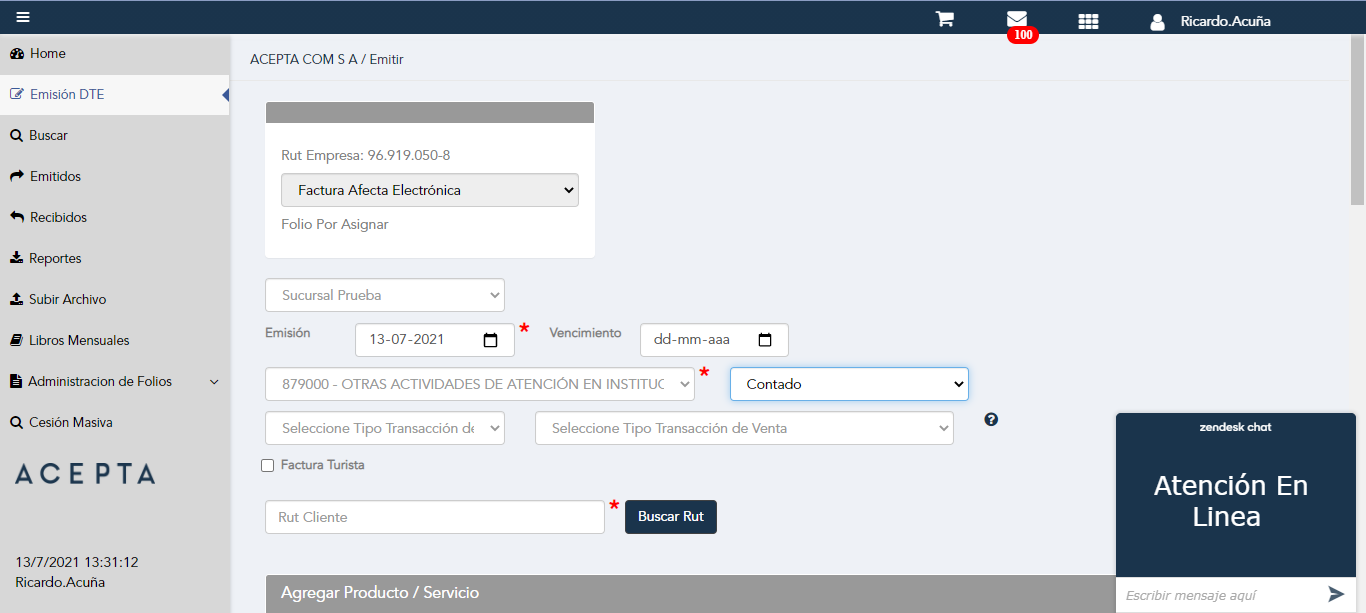 Ricardo.Acuña
100
Home
ACEPTA COM S A / Emitir
Emisión DTE
Buscar
Emitidos
Recibidos
Reportes
Subir Archivo
Libros Mensuales
Administracion de Folios
Cesión Masiva
ACEPTA
13/7/2021 13:31:12
Ricardo.Acuña
Rut Empresa: 96.919.050-8
Factura Afecta Electrónica
Folio Por Asignar
Sucursal Prueba
Emisión 13-07-2021 * Vencimiento dd-mm-aaa
879000 - OTRAS ACTIVIDADES DE ATENCIÓN EN INSTITUC * Contado
Seleccione Tipo Transacción de Seleccione Tipo Transacción de Venta ?
Factura Turista
Rut Cliente * Buscar Rut
Agregar Producto / Servicio
zendesk chat
Atención En
Linea
Escribir mensaje aquí